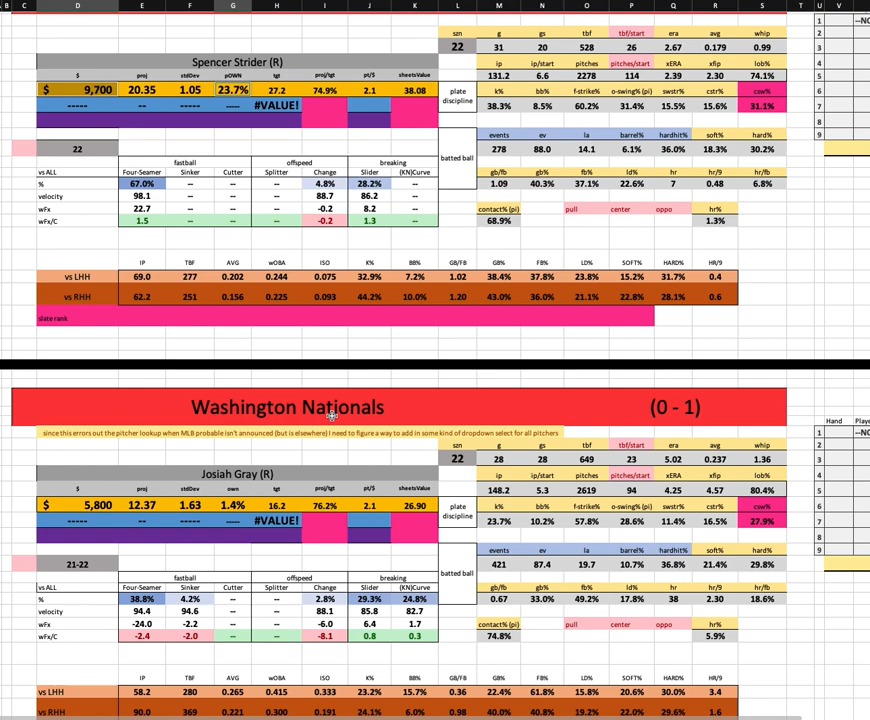 B C D E F G H I J K L M N O P Q R S T U V
szn g gs tbf tbf/start era avg whip 1 --NO
22 31 20 528 26 2.67 0.179 0.99 2
3
Spencer Strider (R) ip ip/start pitches pitches/start xERA xfip lob% 4
$ proj stdDev pOWN tgt proj/tgt pt/$ sheetsValue 131.2 6.6 2278 114 2.39 2.30 74.1% 5
$ 9,700 20.35 1.05 23.7% 27.2 74.9% 2.1 38.08 plate discipline k% bb% f-strike% o-swing% (pi) swstr% cstr% csw% 6
----- -- ----- ----- #VALUE! 38.3% 8.5% 60.2% 31.4% 15.5% 15.6% 31.1% 7
8
batted ball events ev la barrel% hardhit% soft% hard% 9
22 278 88.0 14.1 6.1% 36.0% 18.3% 30.2%
fastball offspeed breaking
vs ALL Four-Seamer Sinker Cutter Splitter Change Slider (KN)Curve gb/fb gb% fb% ld% hr hr/9 hr/fb
% 67.0% -- -- -- 4.8% 28.2% -- 1.09 40.3% 37.1% 22.6% 7 0.48 6.8%
velocity 98.1 -- -- -- 88.7 86.2 --
wFx 22.7 -- -- -- -0.2 8.2 -- contact% (pi) pull center oppo hr%
wFx/C 1.5 -- -- -- -0.2 1.3 -- 68.9% 1.3%
IP TBF AVG wOBA ISO K% BB% GB/FB GB% FB% LD% SOFT% HARD% HR/9
vs LHH 69.0 277 0.202 0.244 0.075 32.9% 7.2% 1.02 38.4% 37.8% 23.8% 15.2% 31.7% 0.4
vs RHH 62.2 251 0.156 0.225 0.093 44.2% 10.0% 1.20 43.0% 36.0% 21.1% 22.8% 28.1% 0.6
slate rank
Washington Nationals (0 - 1)
Hand Playe
since this errors out the pitcher lookup when MLB probable isn't announced (but is elsewhere) I need to figure a way to add in some kind of dropdown select for all pitchers 1 --NO
szn g gs tbf tbf/start era avg whip 2
22 28 28 649 23 5.02 0.237 1.36 3
Josiah Gray (R) ip ip/start pitches pitches/start xERA xfip lob% 4
$ proj stdDev own tgt proj/tgt pt/$ sheetsValue 148.2 5.3 2619 94 4.25 4.57 80.4% 5
$ 5,800 12.37 1.63 1.4% 16.2 76.2% 2.1 26.90 plate discipline k% bb% f-strike% o-swing% (pi) swstr% cstr% csw% 6
----- -- ----- ----- #VALUE! 23.7% 10.2% 57.8% 28.6% 11.4% 16.5% 27.9% 7
8
batted ball events ev la barrel% hardhit% soft% hard% 9
21-22 421 87.4 19.7 10.7% 36.8% 21.4% 29.8%
fastball offspeed breaking
vs ALL Four-Seamer Sinker Cutter Splitter Change Slider (KN)Curve gb/fb gb% fb% ld% hr hr/9 hr/fb
% 38.8% 4.2% -- -- 2.8% 29.3% 24.8% 0.67 33.0% 49.2% 17.8% 38 2.30 18.6%
velocity 94.4 94.6 -- -- 88.1 85.8 82.7
wFx -24.0 -2.2 -- -- -6.0 6.4 1.7 contact% (pi) pull center oppo hr%
wFx/C -2.4 -2.0 -- -- -8.1 0.8 0.3 74.8% 5.9%
IP TBF AVG wOBA ISO K% BB% GB/FB GB% FB% LD% SOFT% HARD% HR/9
vs LHH 58.2 280 0.265 0.415 0.333 23.2% 15.7% 0.36 22.4% 61.8% 15.8% 20.6% 30.0% 3.4
vs RHH 90.0 369 0.221 0.300 0.191 24.1% 6.0% 0.98 40.0% 40.8% 19.2% 22.0% 29.6% 1.6